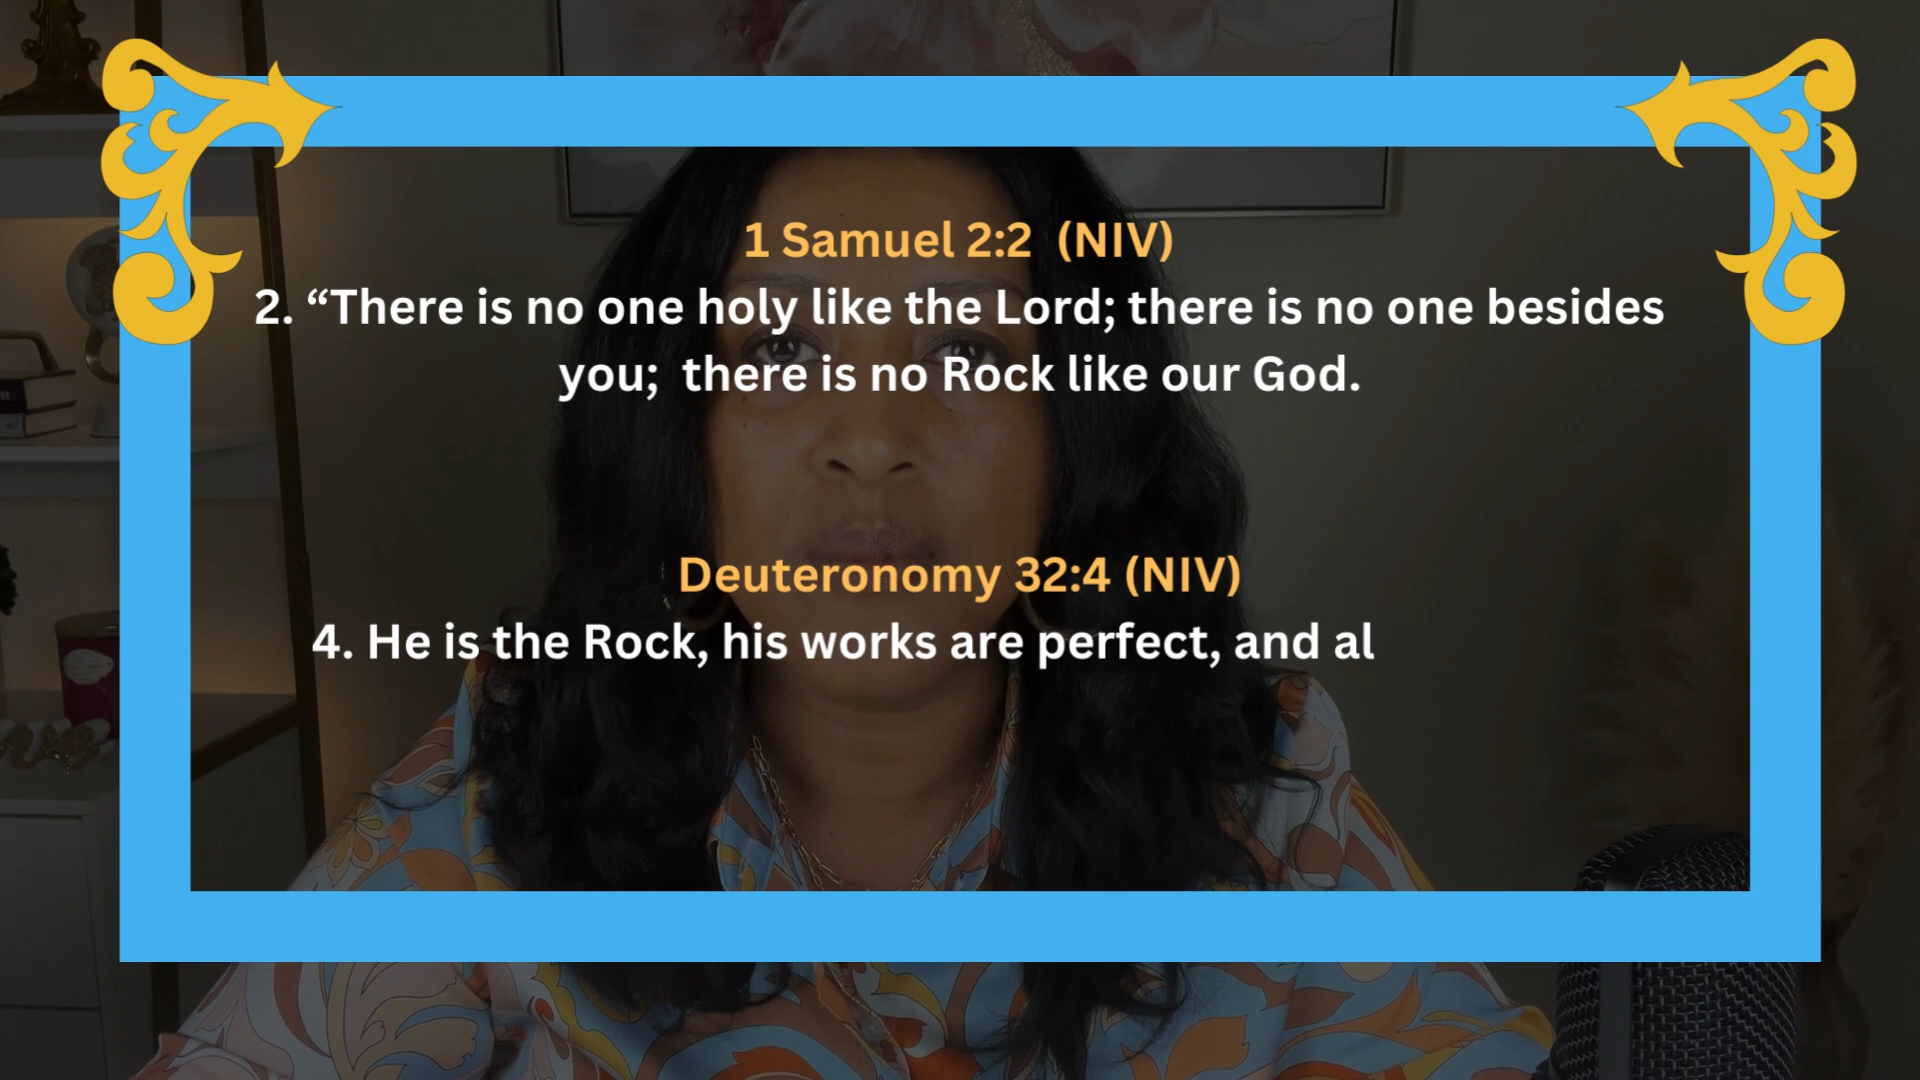 1 Samuel 2:2 (NIV)
2. “There is no one holy like the Lord; there is no one besides
you; there is no Rock like our God.
Deuteronomy 32:4 (NIV)
4. He is the Rock, his works are perfect, and al